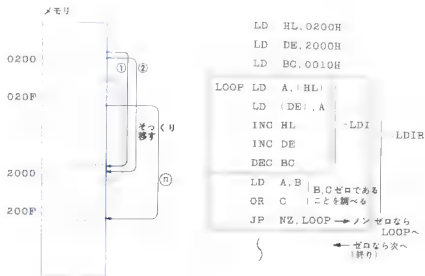 メモリ
0200
020F
2000
200F
① ②
そっくり
移す
ⓝ
LD HL,0200H
LD DE,2000H
LD BC,0010H
LOOP LD A,(HL)
LD (DE),A
INC HL
INC DE
DEC BC
LD A,B
OR C
JP NZ,LOOP → ノンゼロなら
LOOPへ
LDI
LDIR
B,Cゼロである
ことを調べる
← ゼロなら次へ
(終り)